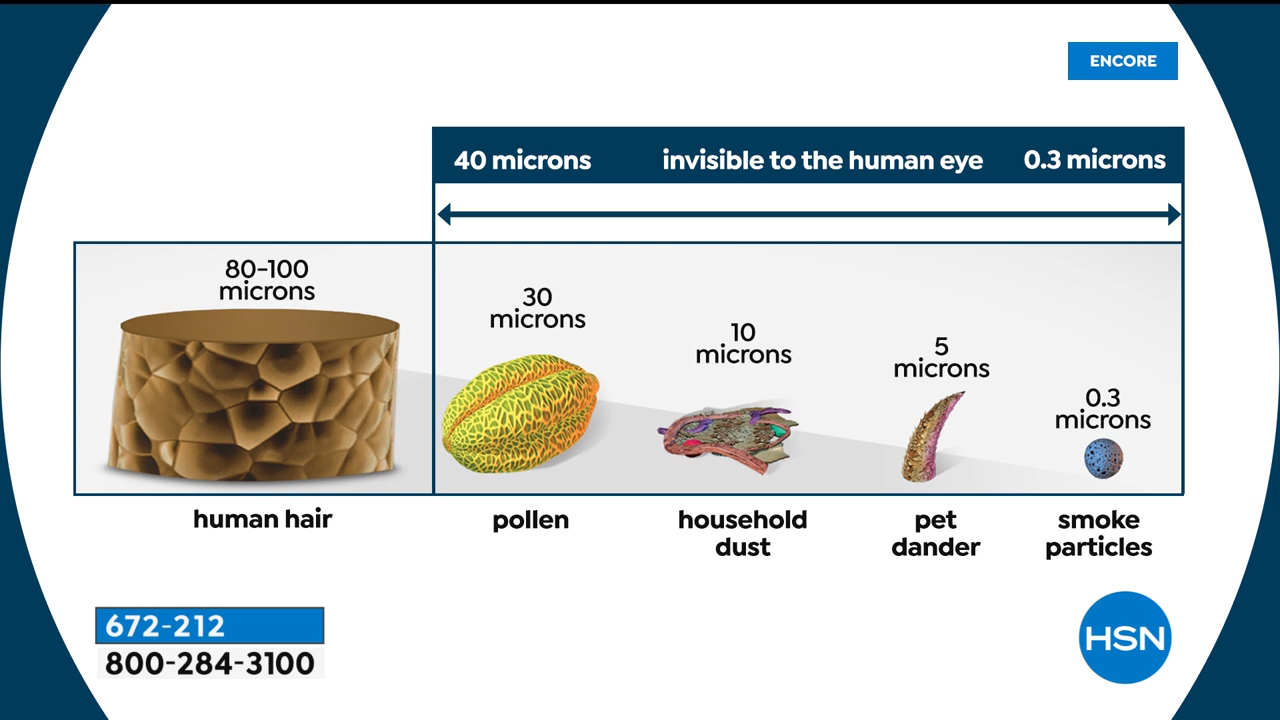 ENCORE
40 microns invisible to the human eye 0.3 microns
80-100
microns
30
microns
10
microns
5
microns
0.3
microns
human hair
pollen
household
dust
pet
dander
smoke
particles
672-212
800-284-3100
HSN